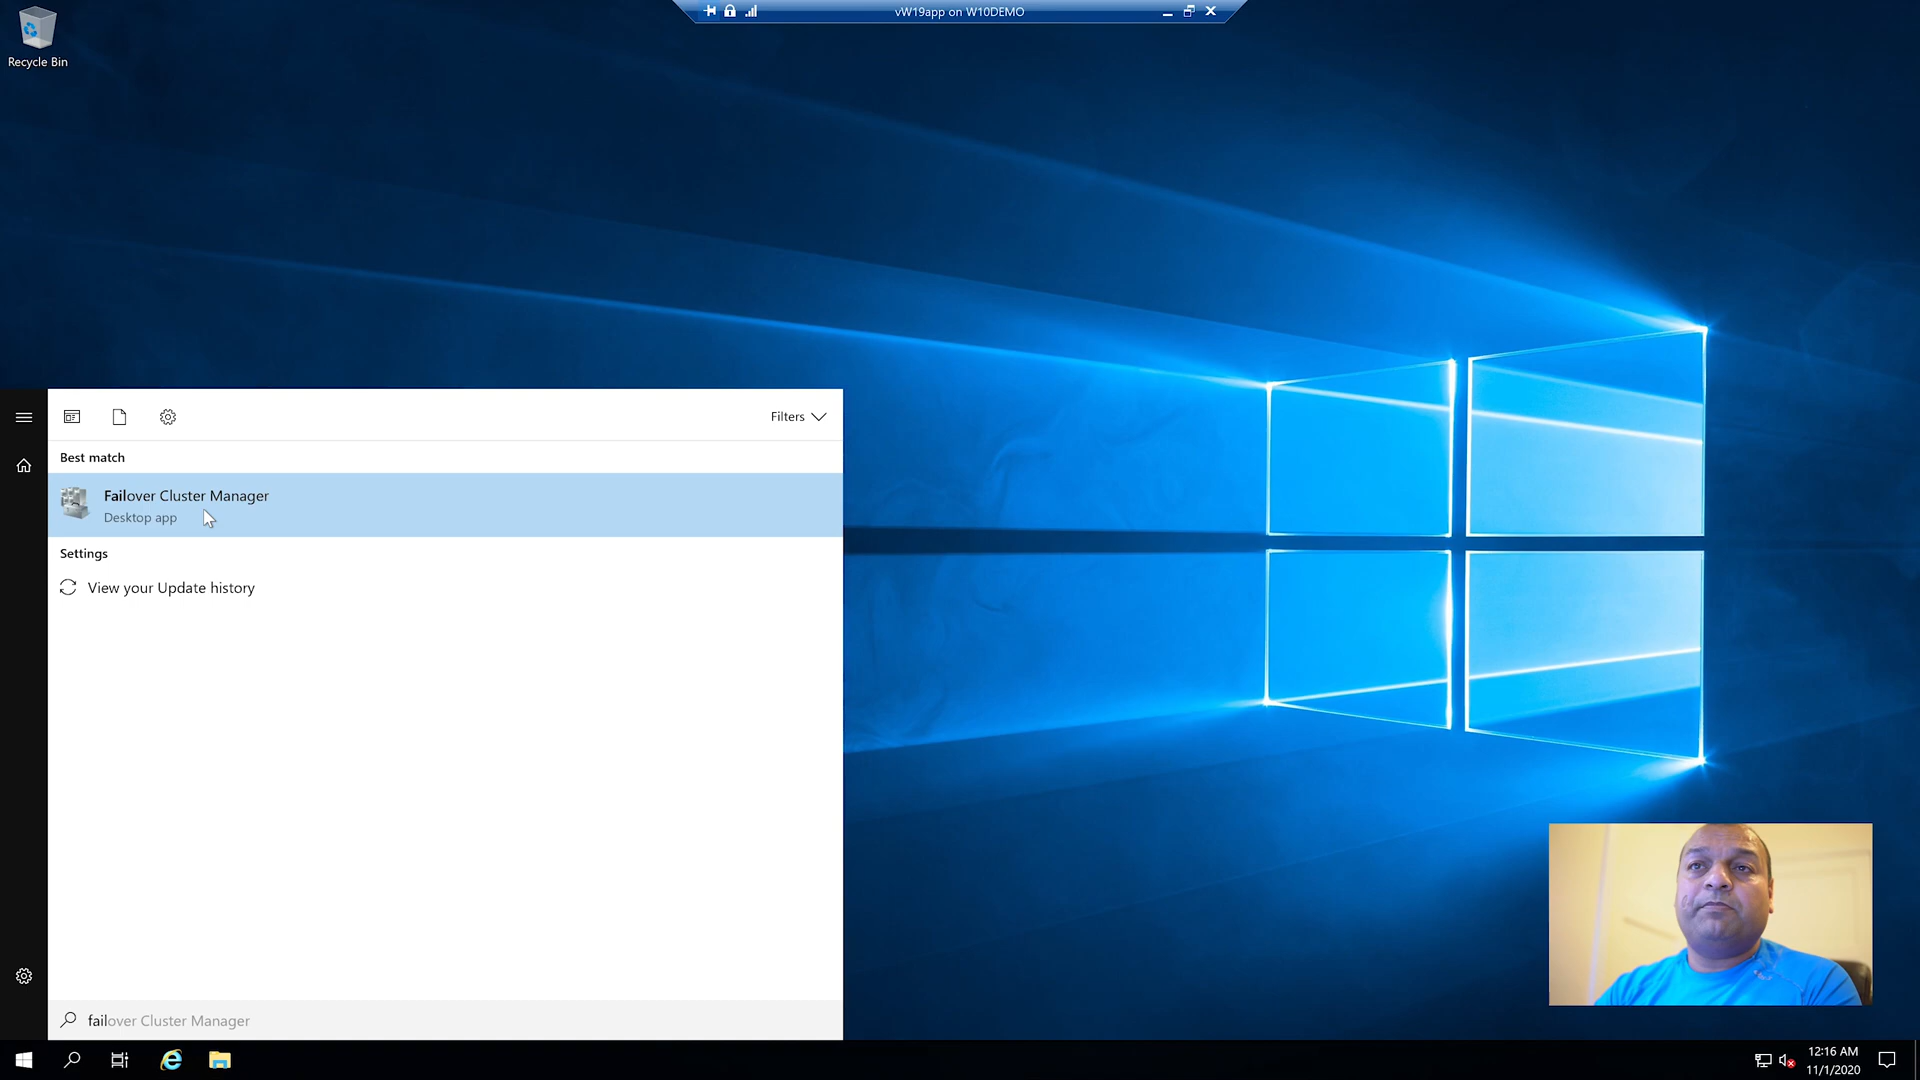 vW19app on W10DEMO
Recycle Bin
Filters
Best match
Failover Cluster Manager
Desktop app
Settings
View your Update history
failover Cluster Manager
12:16 AM
11/1/2020